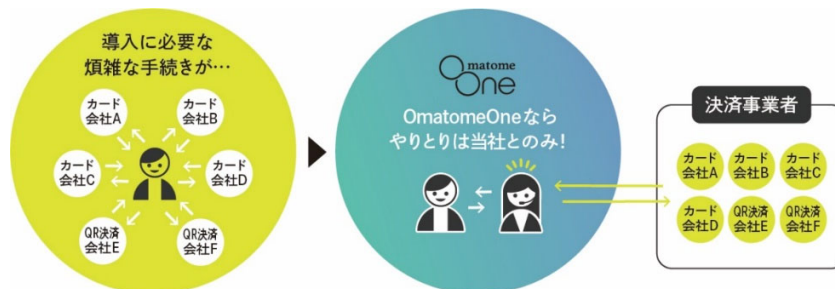 導入に必要な
煩雑な手続きが…
カード
会社A
カード
会社B
カード
会社C
カード
会社D
QR決済
会社E
QR決済
会社F
Omatome
One
OmatomeOneなら
やりとりは当社とのみ！
決済事業者
カード
会社A
カード
会社B
カード
会社C
カード
会社D
QR決済
会社E
QR決済
会社F